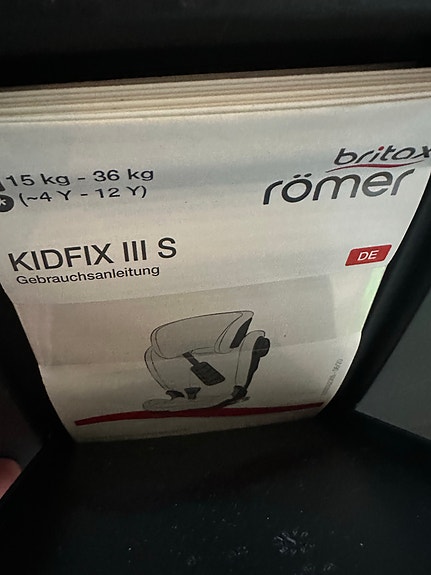 britax
römer
15 kg - 36 kg
(~4 Y - 12 Y)
KIDFIX III S
DE
Gebrauchsanleitung